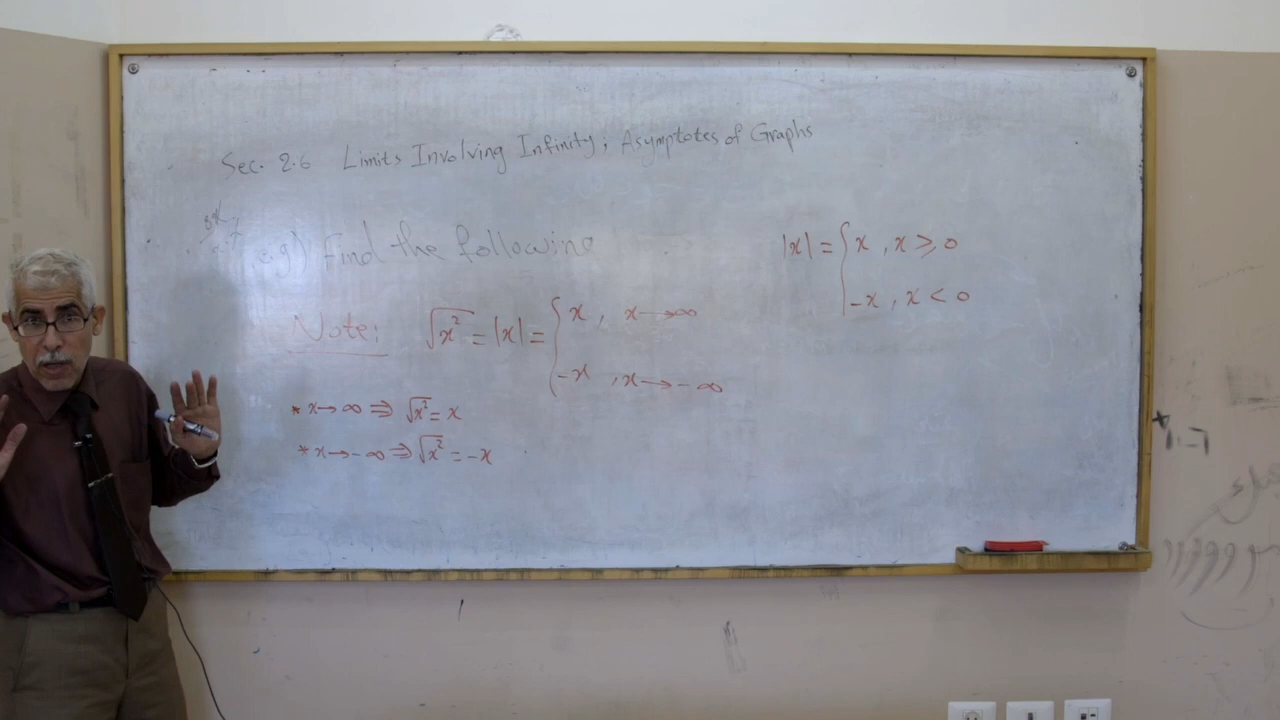 Sec. 2.6 Limits Involving Infinity; Asymptotes of Graphs
e.g) Find the following
|x| = { x , x ≥ 0
-x , x < 0
Note: √x² = |x| = { x , x → ∞
-x , x → -∞
* x → ∞ ⇒ √x² = x
* x → -∞ ⇒ √x² = -x